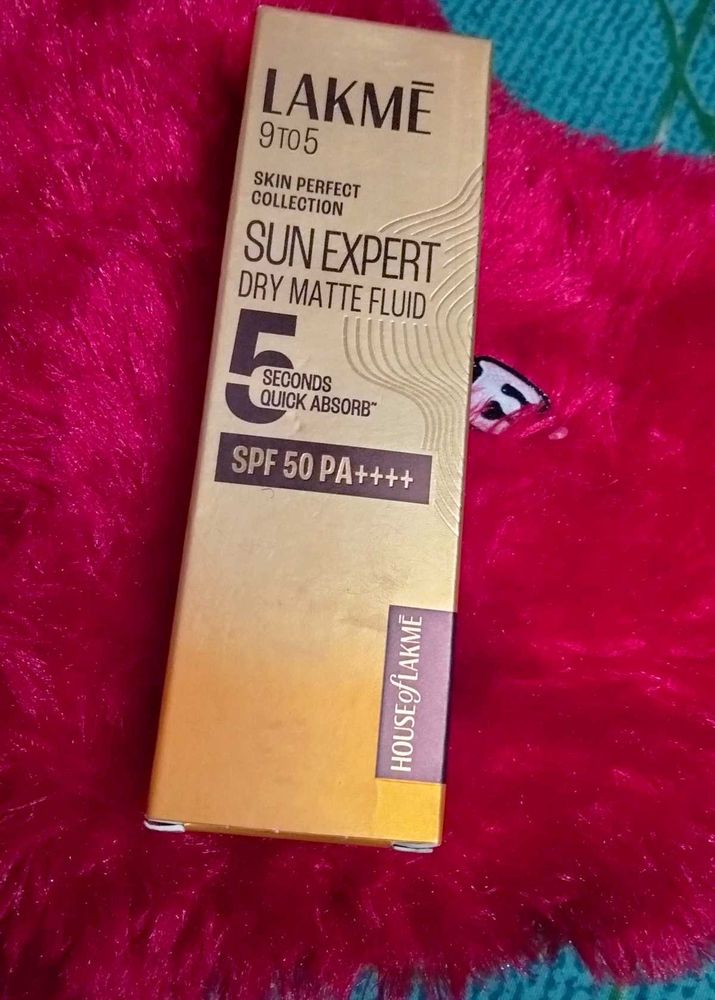 LAKMĒ
9TO5
SKIN PERFECT
COLLECTION
SUN EXPERT
DRY MATTE FLUID
5
SECONDS
QUICK ABSORB™
SPF 50 PA++++
HOUSE of LAKMĒ